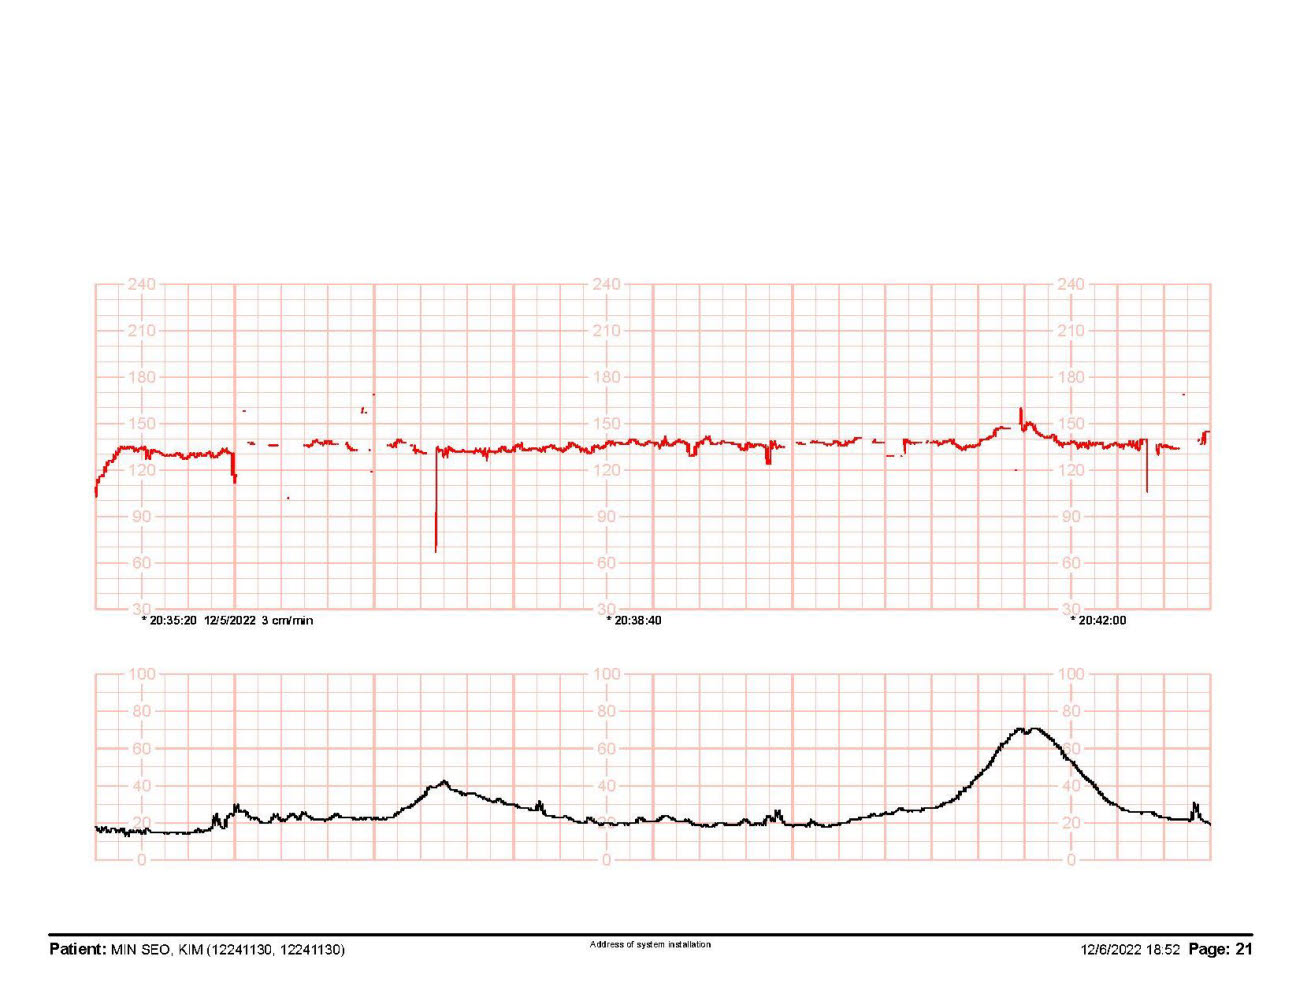 240 240 240
210 210 210
180 180 180
150 150 150
120 120 120
90 90 90
60 60 60
30 30 30
* 20:35:20 12/5/2022 3 cm/min * 20:38:40 * 20:42:00
100 100 100
80 80 80
60 60 60
40 40 40
20 20 20
0 0 0
Patient: MIN SEO, KIM (12241130, 12241130) Address of system installation 12/6/2022 18:52 Page: 21